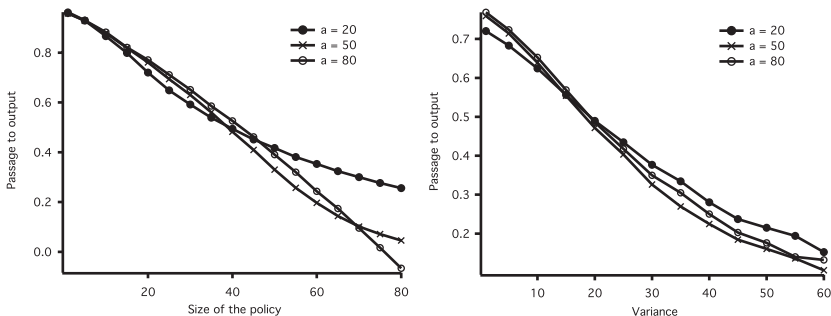 a = 20
a = 50
a = 80
0.8
0.6
0.4
0.2
0.0
Passage to output
20
40
60
80
Size of the policy
a = 20
a = 50
a = 80
0.7
0.6
0.5
0.4
0.3
0.2
Passage to output
10
20
30
40
50
60
Variance